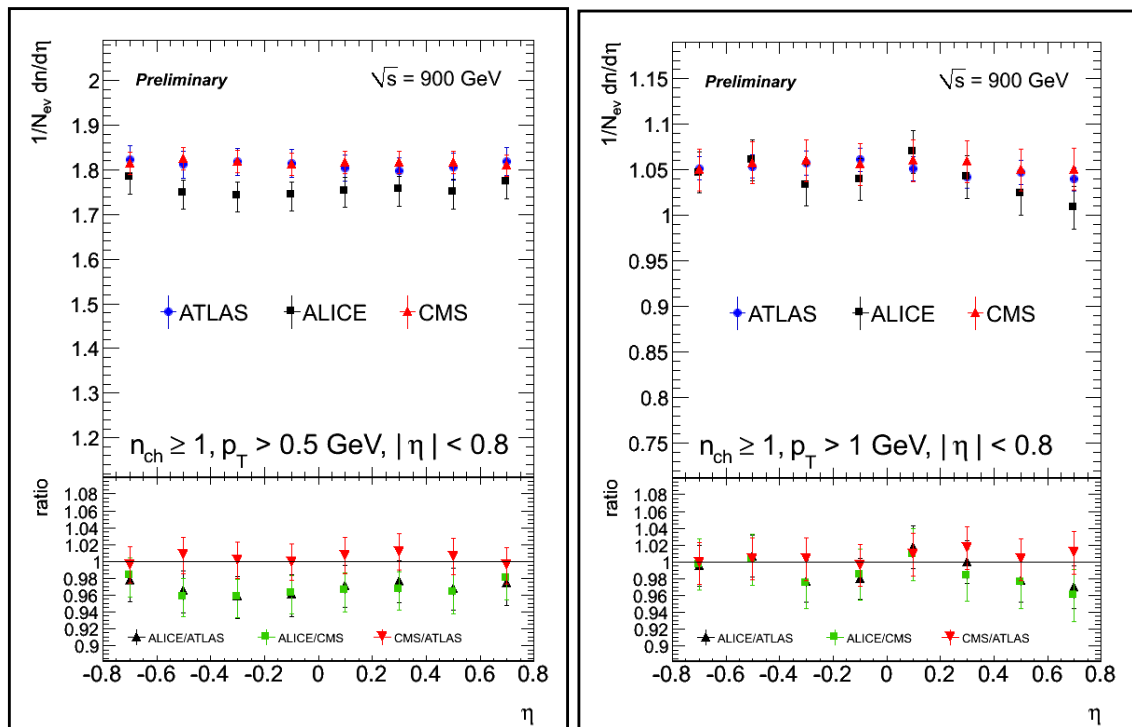 1/N_ev dn/dη
2
1.9
1.8
1.7
1.6
1.5
1.4
1.3
1.2
Preliminary
√s = 900 GeV
ATLAS ALICE CMS
n_ch ≥ 1, p_T > 0.5 GeV, | η | < 0.8
ratio
1.08
1.06
1.04
1.02
1
0.98
0.96
0.94
0.92
0.9
ALICE/ATLAS ALICE/CMS CMS/ATLAS
-0.8 -0.6 -0.4 -0.2 0 0.2 0.4 0.6 0.8
η
1/N_ev dn/dη
1.15
1.1
1.05
1
0.95
0.9
0.85
0.8
0.75
Preliminary
√s = 900 GeV
ATLAS ALICE CMS
n_ch ≥ 1, p_T > 1 GeV, | η | < 0.8
ratio
1.08
1.06
1.04
1.02
1
0.98
0.96
0.94
0.92
0.9
ALICE/ATLAS ALICE/CMS CMS/ATLAS
-0.8 -0.6 -0.4 -0.2 0 0.2 0.4 0.6 0.8
η